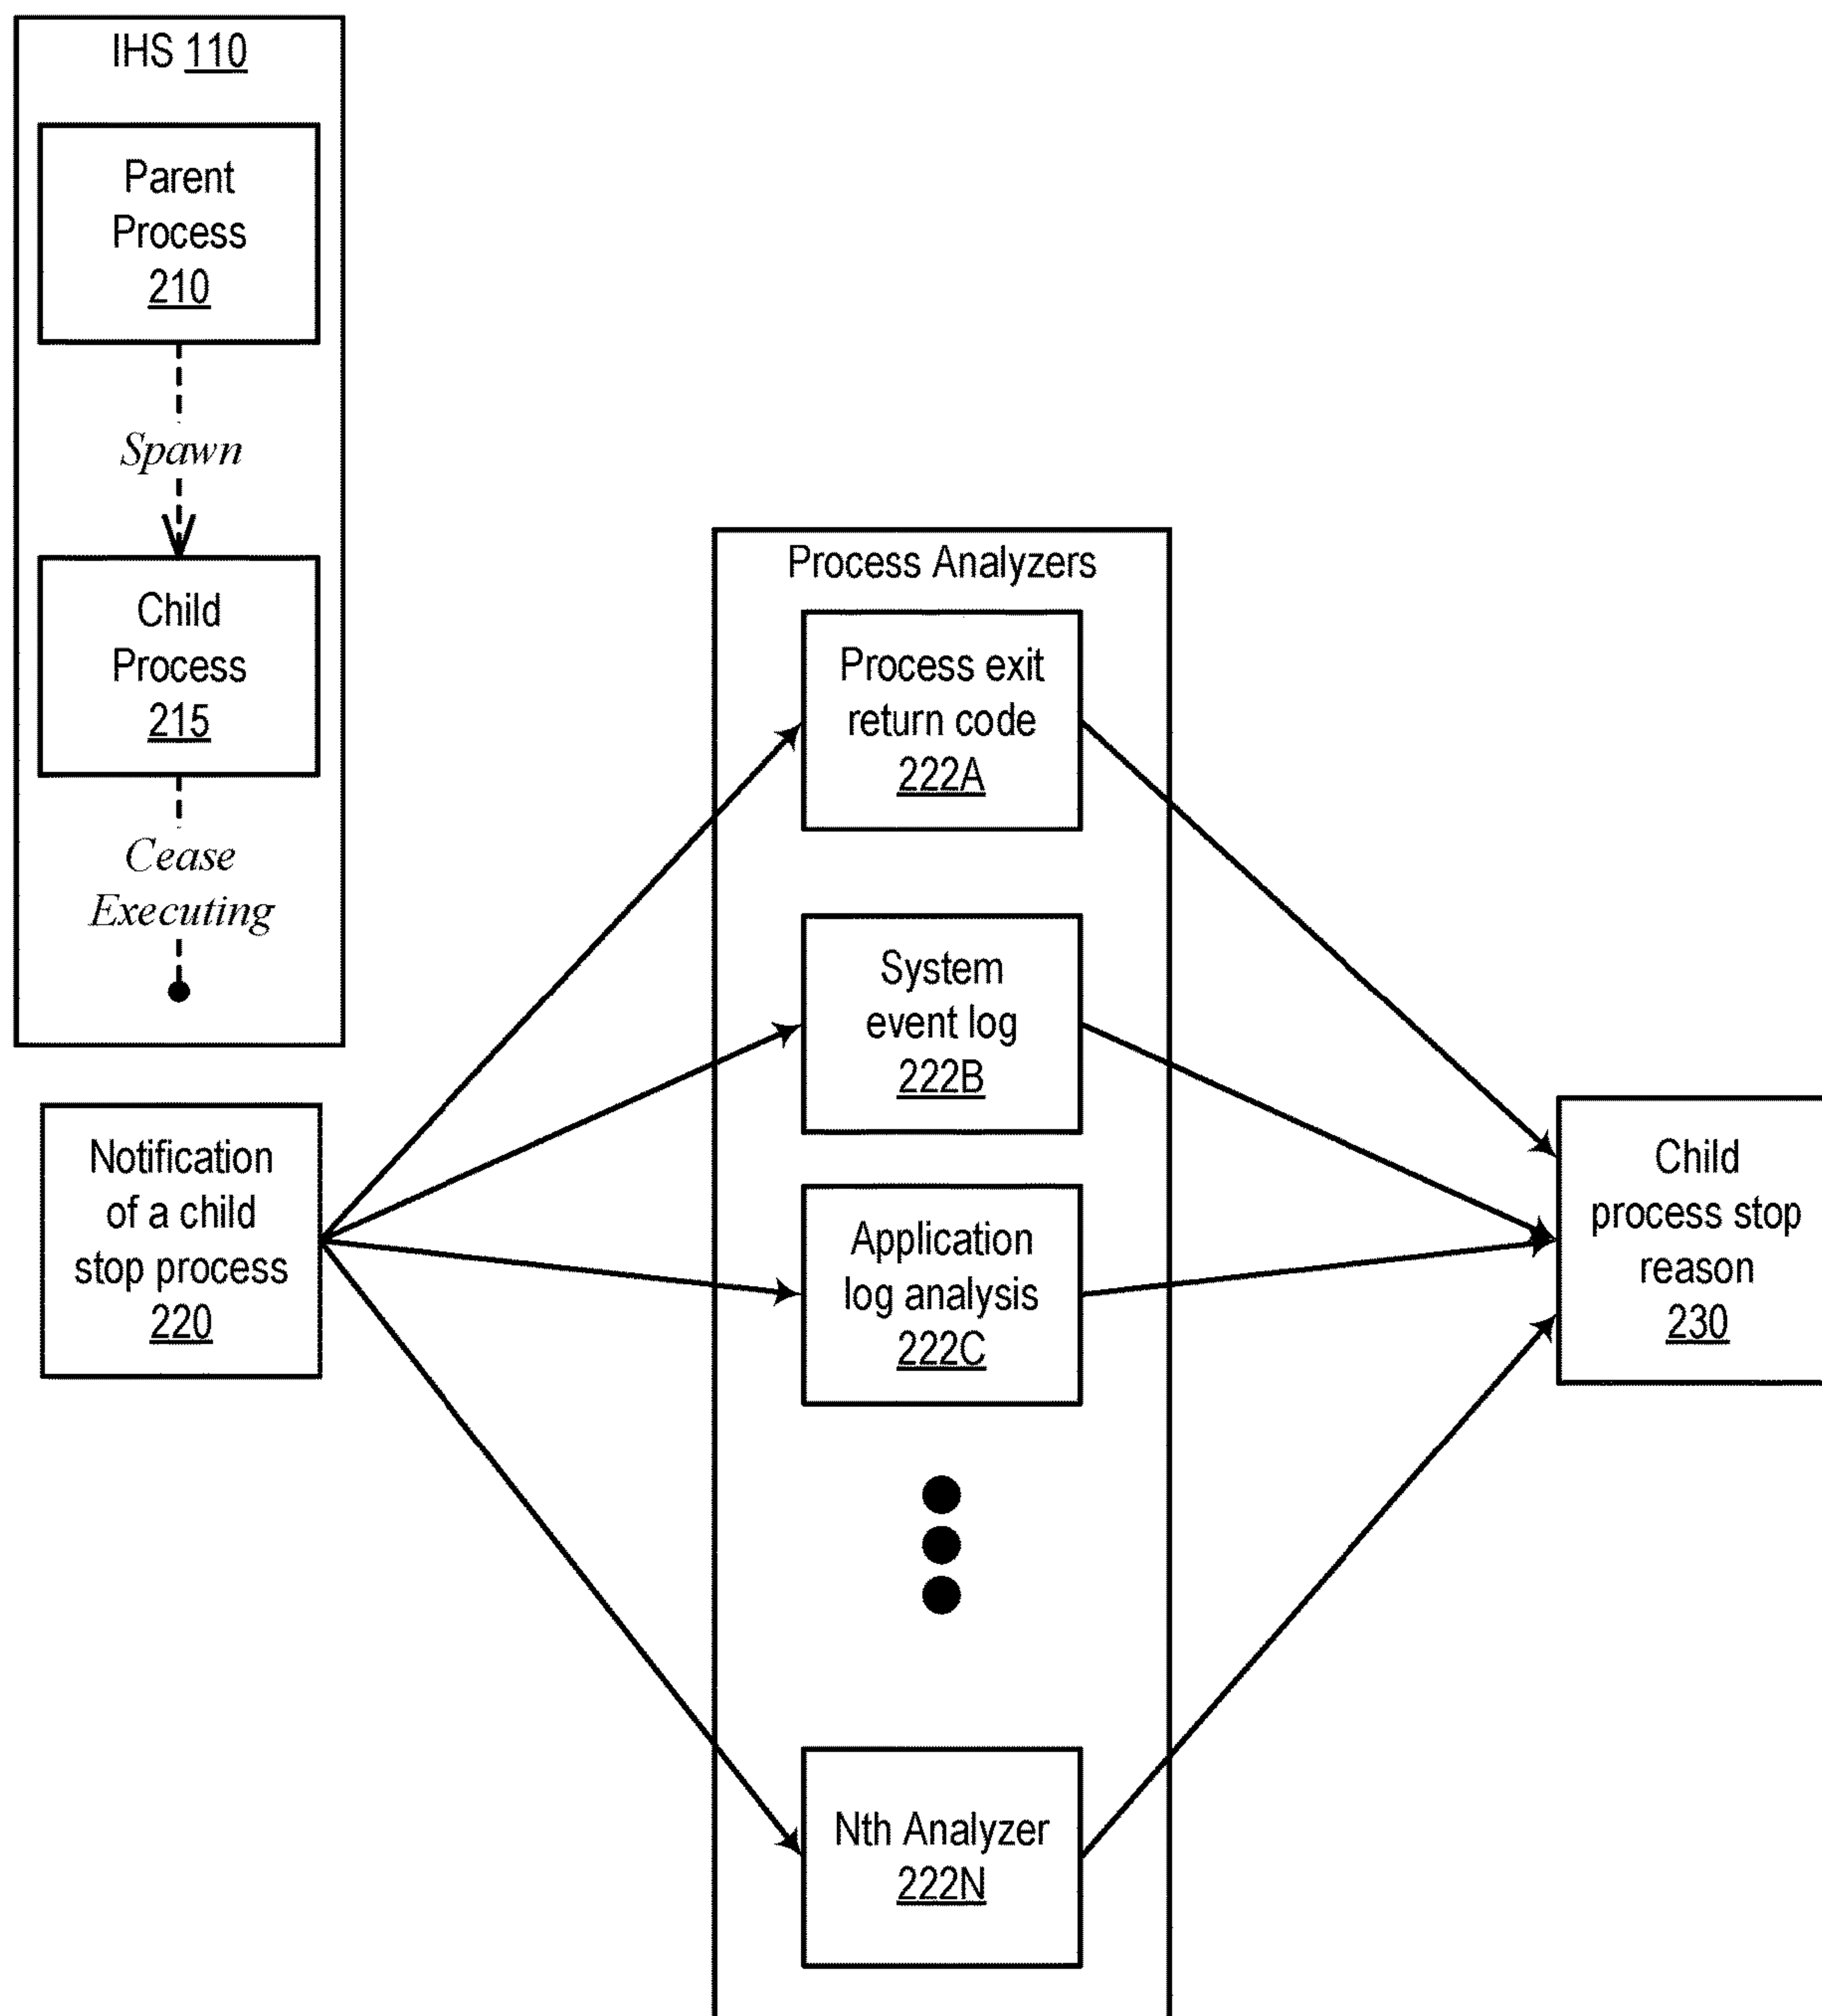 IHS 110
Parent
Process
210
Spawn
Child
Process
215
Cease
Executing
Notification
of a child
stop process
220
Process Analyzers
Process exit
return code
222A
System
event log
222B
Application
log analysis
222C
Nth Analyzer
222N
Child
process stop
reason
230